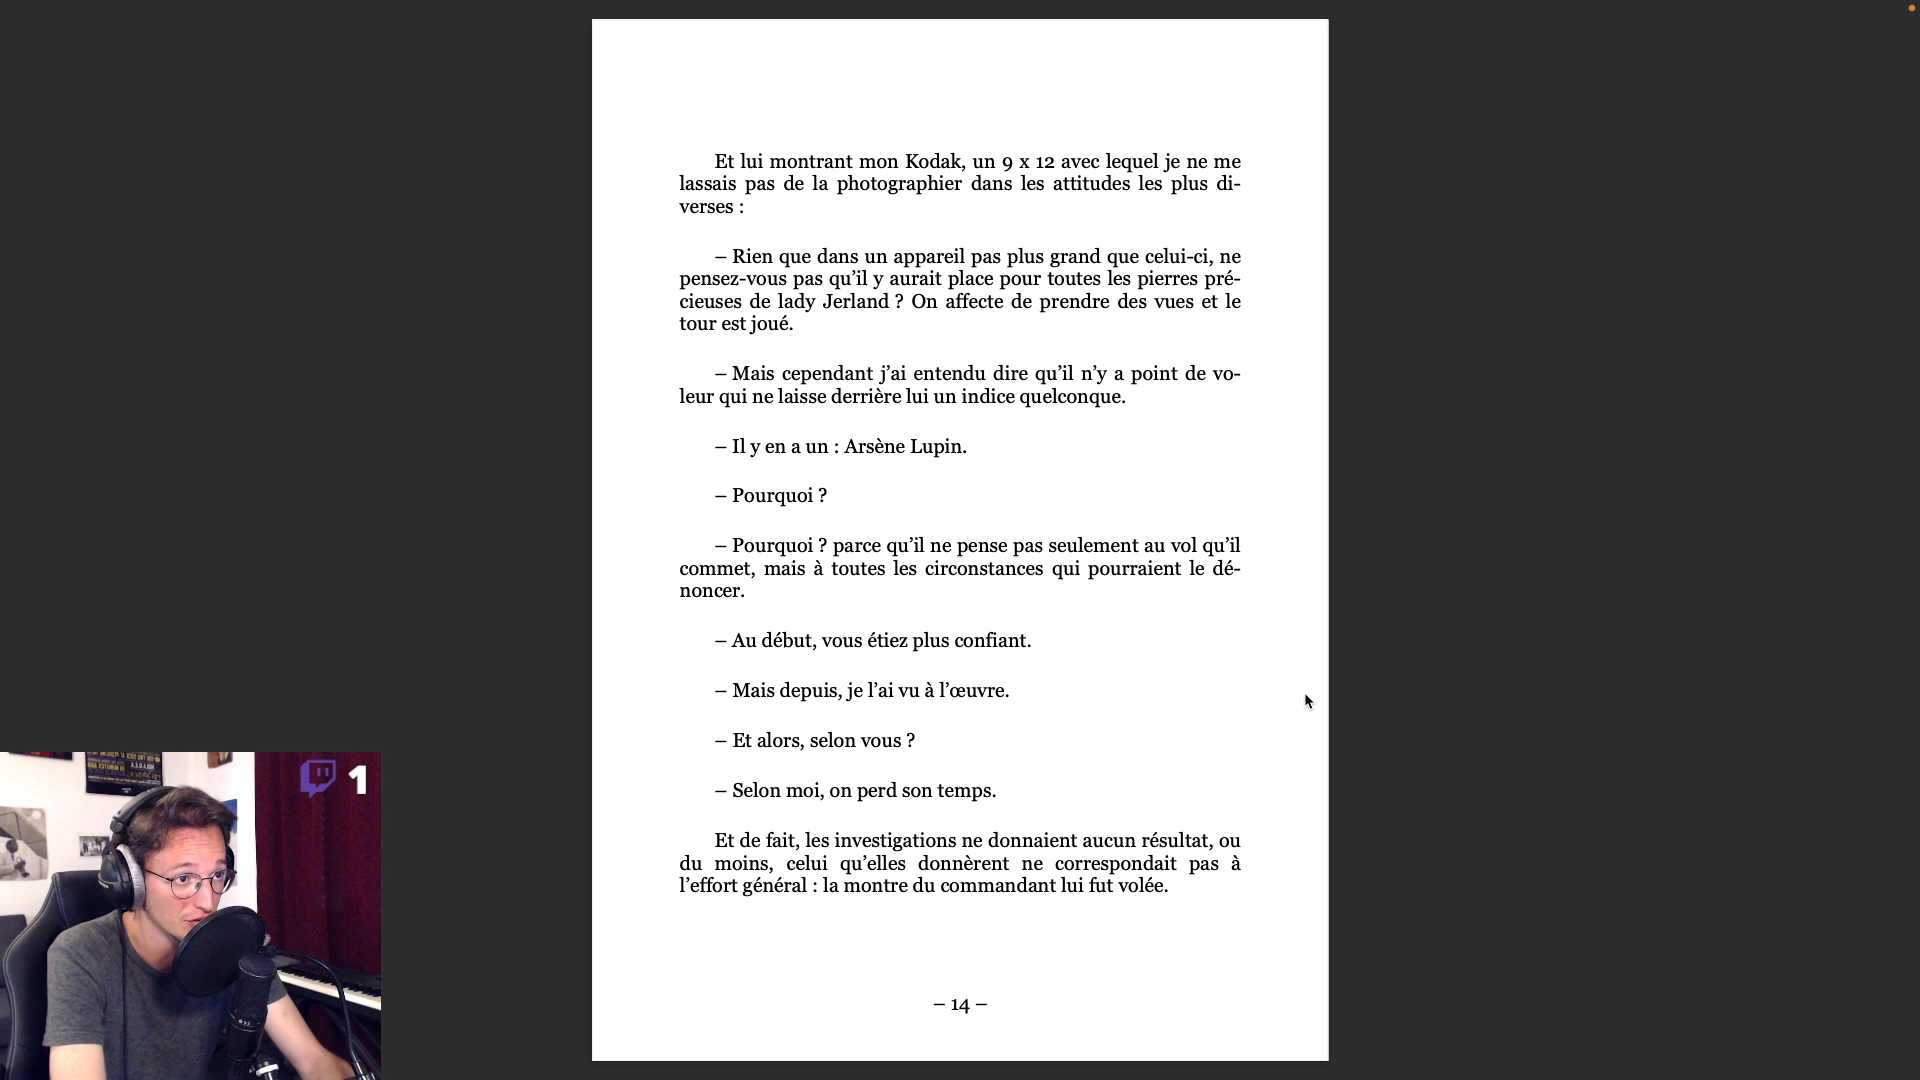 Et lui montrant mon Kodak, un 9 x 12 avec lequel je ne me
lassais pas de la photographier dans les attitudes les plus di-
verses :
– Rien que dans un appareil pas plus grand que celui-ci, ne
pensez-vous pas qu’il y aurait place pour toutes les pierres pré-
cieuses de lady Jerland ? On affecte de prendre des vues et le
tour est joué.
– Mais cependant j’ai entendu dire qu’il n’y a point de vo-
leur qui ne laisse derrière lui un indice quelconque.
– Il y en a un : Arsène Lupin.
– Pourquoi ?
– Pourquoi ? parce qu’il ne pense pas seulement au vol qu’il
commet, mais à toutes les circonstances qui pourraient le dé-
noncer.
– Au début, vous étiez plus confiant.
– Mais depuis, je l’ai vu à l’œuvre.
– Et alors, selon vous ?
– Selon moi, on perd son temps.
Et de fait, les investigations ne donnaient aucun résultat, ou
du moins, celui qu’elles donnèrent ne correspondait pas à
l’effort général : la montre du commandant lui fut volée.
– 14 –
1